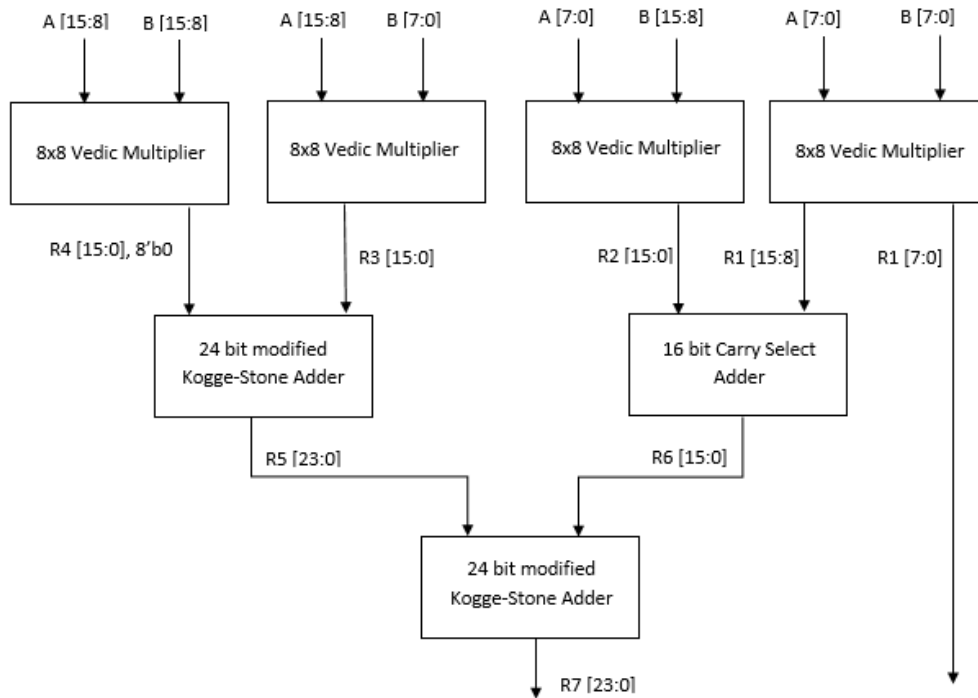 A [15:8]
B [15:8]
A [15:8]
B [7:0]
A [7:0]
B [15:8]
A [7:0]
B [7:0]
8x8 Vedic Multiplier
8x8 Vedic Multiplier
8x8 Vedic Multiplier
8x8 Vedic Multiplier
R4 [15:0], 8'b0
R3 [15:0]
R2 [15:0]
R1 [15:8]
R1 [7:0]
24 bit modified
Kogge-Stone Adder
16 bit Carry Select
Adder
R5 [23:0]
R6 [15:0]
24 bit modified
Kogge-Stone Adder
R7 [23:0]